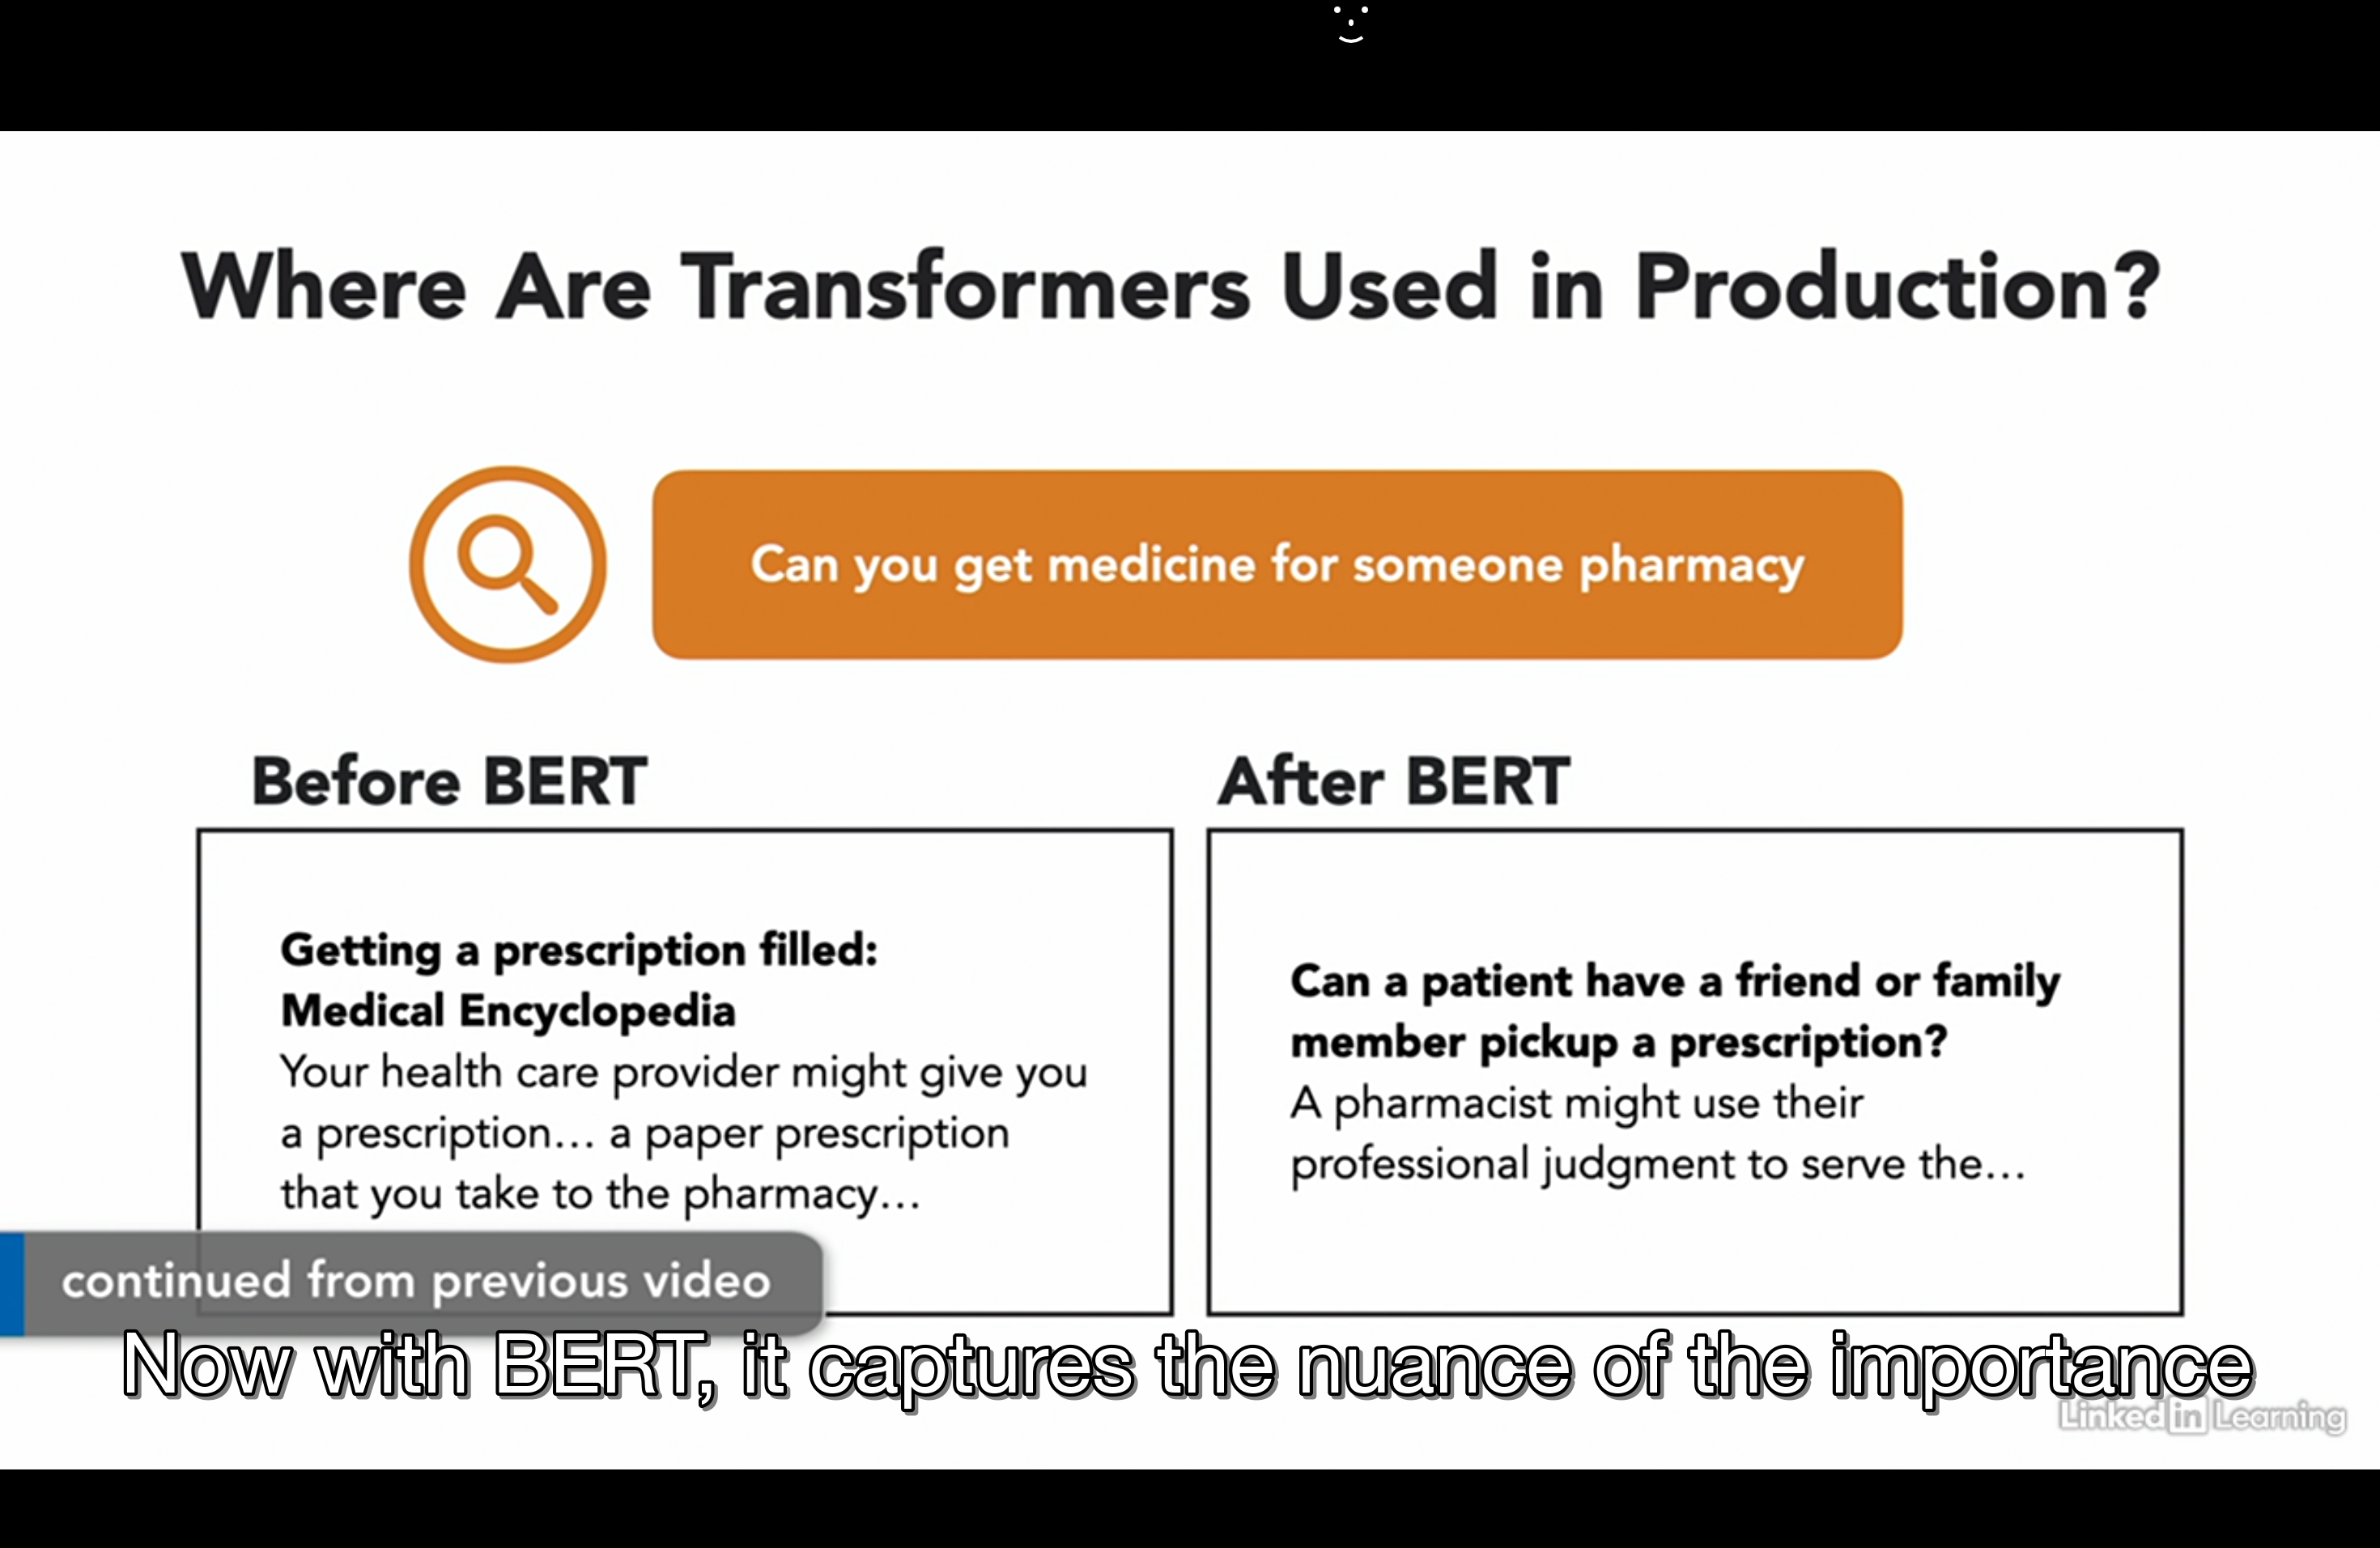 Where Are Transformers Used in Production?
Can you get medicine for someone pharmacy
Before BERT
Getting a prescription filled:
Medical Encyclopedia
Your health care provider might give you
a prescription... a paper prescription
that you take to the pharmacy...
After BERT
Can a patient have a friend or family
member pickup a prescription?
A pharmacist might use their
professional judgment to serve the...
continued from previous video
Now with BERT, it captures the nuance of the importance
Linked in Learning